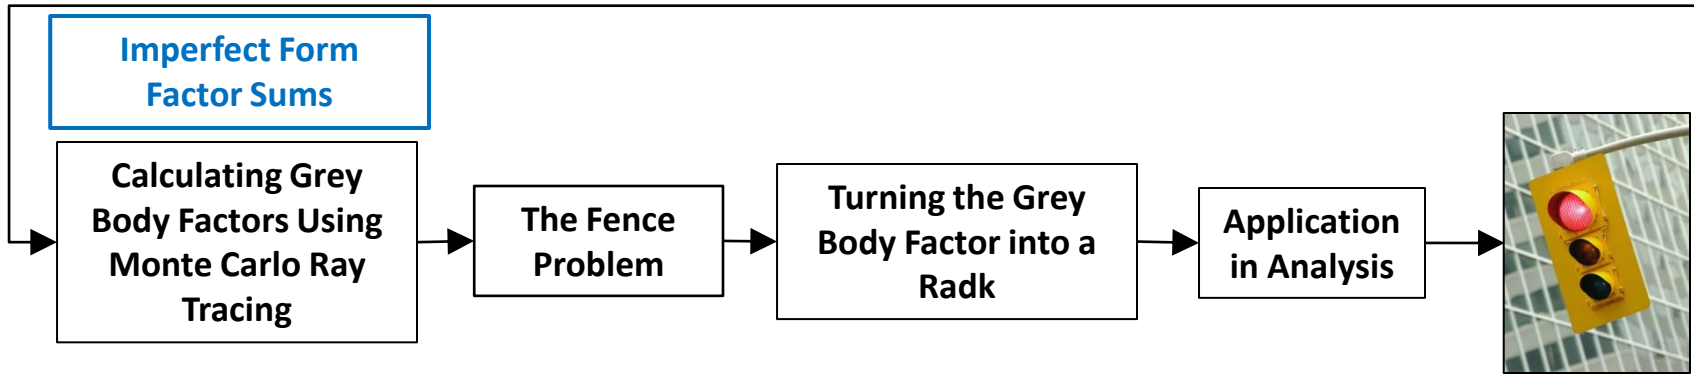 Imperfect Form
Factor Sums
Calculating Grey
Body Factors Using
Monte Carlo Ray
Tracing
The Fence
Problem
Turning the Grey
Body Factor into a
Radk
Application
in Analysis